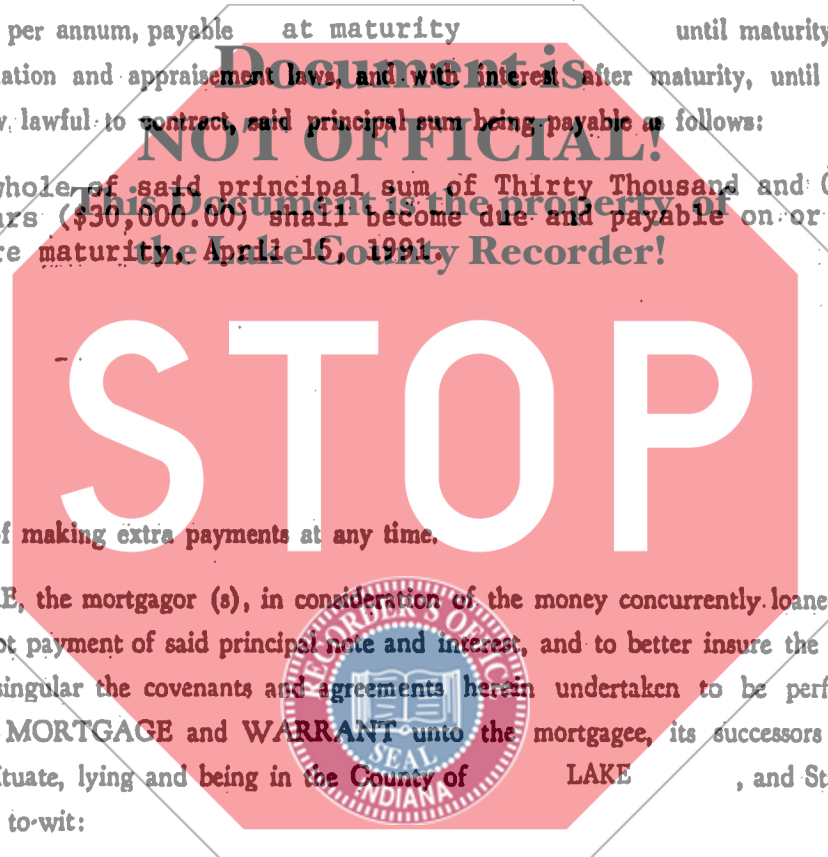 per annum, payable at maturity until maturity
ation and appraisement laws, and with interest after maturity, until
lawful to contract, said principal sum being payable as follows:
whole of said principal sum of Thirty Thousand and
ars ($30,000.00) shall become due and payable on or
re maturity, April 15, 1991.
Document is
NOT OFFICIAL!
This Document is the property of
the Lake County Recorder!
STOP
of making extra payments at any time.
E, the mortgagor (s), in consideration of the money concurrently loane
pt payment of said principal note and interest, and to better insure the
singular the covenants and agreements herein undertaken to be perf
MORTGAGE and WARRANT unto the mortgagee, its successors
ituate, lying and being in the County of LAKE , and St
to-wit:
RECORDER'S OFFICE
SEAL
INDIANA